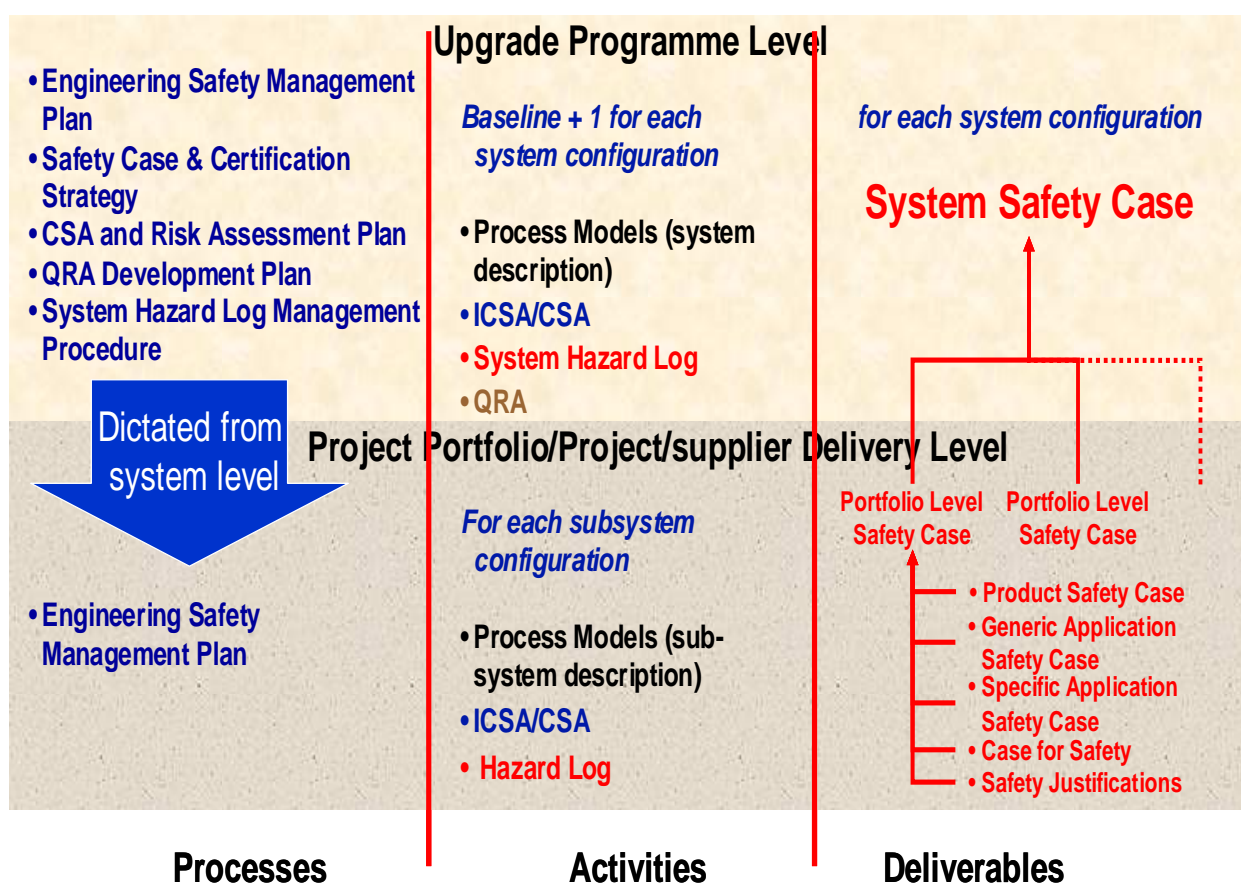 Upgrade Programme Level
• Engineering Safety Management
Plan
• Safety Case & Certification
Strategy
• CSA and Risk Assessment Plan
• QRA Development Plan
• System Hazard Log Management
Procedure
Baseline + 1 for each
system configuration
• Process Models (system
description)
• ICSA/CSA
• System Hazard Log
• QRA
for each system configuration
System Safety Case
Dictated from
system level
Project Portfolio/Project/supplier Delivery Level
• Engineering Safety
Management Plan
For each subsystem
configuration
• Process Models (sub-
system description)
• ICSA/CSA
• Hazard Log
Portfolio Level
Safety Case
Portfolio Level
Safety Case
• Product Safety Case
• Generic Application
Safety Case
• Specific Application
Safety Case
• Case for Safety
• Safety Justifications
Processes
Activities
Deliverables